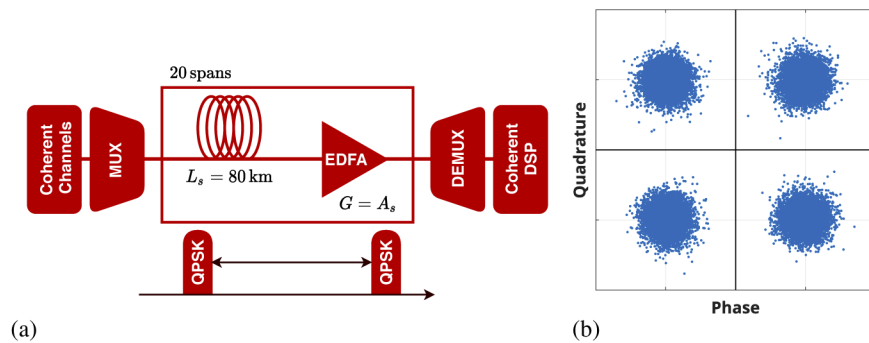 20 spans
Coherent
Channels
MUX
L_s = 80 km
EDFA
G = A_s
DEMUX
Coherent
DSP
QPSK
QPSK
(a)
Quadrature
Phase
(b)